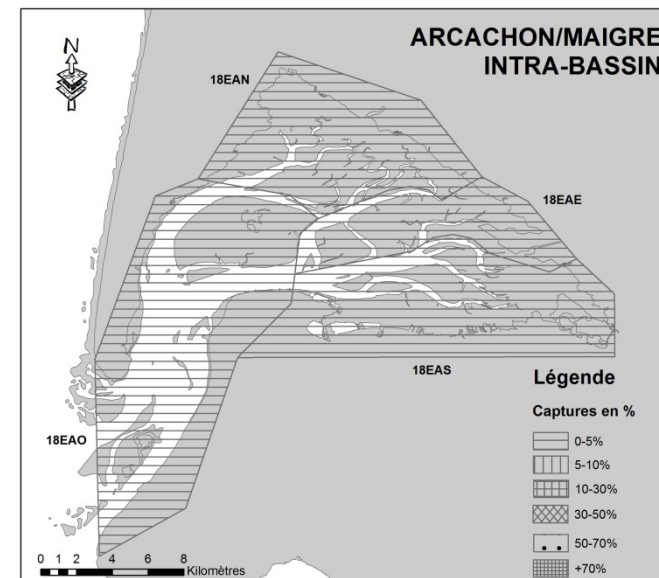 ARCACHON/MAIGRE
INTRA-BASSIN
N
18EAN
18EAE
18EAS
18EAO
Légende
Captures en %
0-5%
5-10%
10-30%
30-50%
50-70%
+70%
0 1 2 4 6 8
Kilomètres